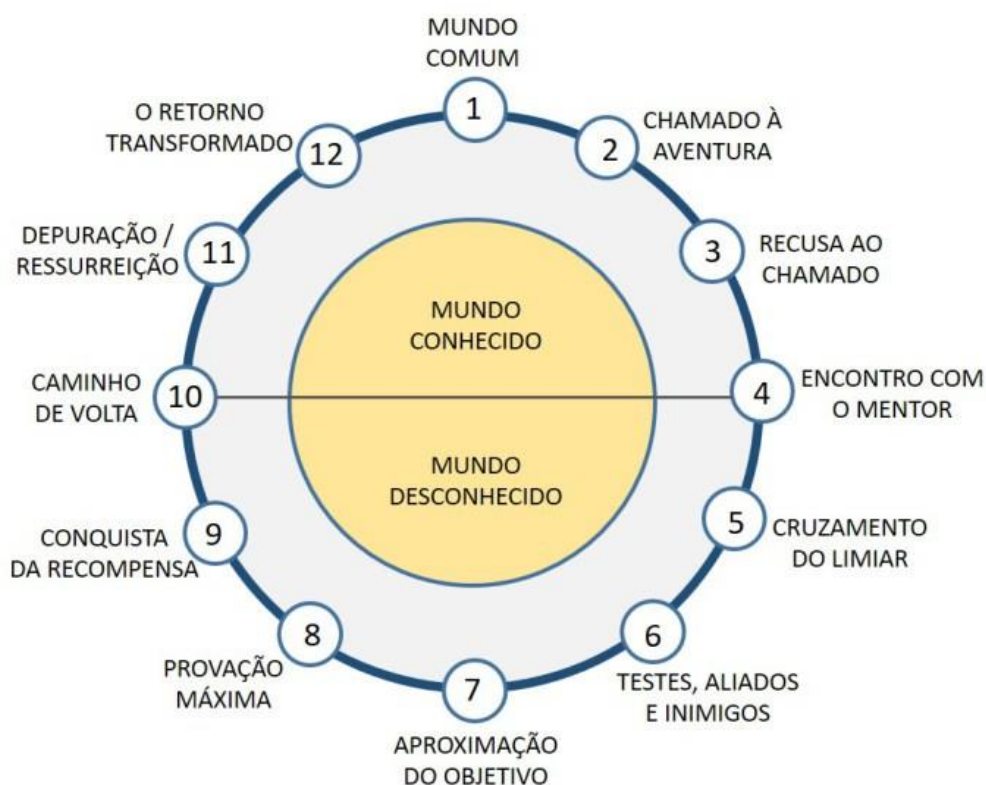 MUNDO
COMUM
1
CHAMADO À
AVENTURA
2
RECUSA AO
CHAMADO
3
ENCONTRO COM
O MENTOR
4
CRUZAMENTO
DO LIMIAR
5
TESTES, ALIADOS
E INIMIGOS
6
APROXIMAÇÃO
DO OBJETIVO
7
PROVAÇÃO
MÁXIMA
8
CONQUISTA
DA RECOMPENSA
9
CAMINHO
DE VOLTA
10
DEPURAÇÃO /
RESSURREIÇÃO
11
O RETORNO
TRANSFORMADO
12
MUNDO
CONHECIDO
MUNDO
DESCONHECIDO